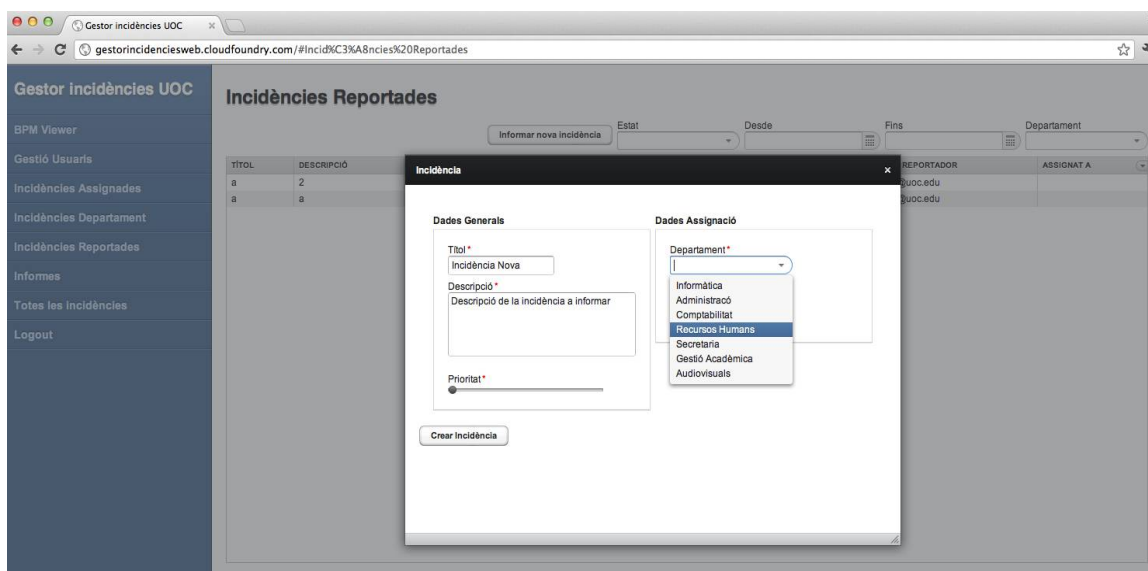 Gestor incidències UOC
gestorincidenciesweb.cloudfoundry.com/#Incid%C3%A8ncies%20Reportades
Gestor incidències UOC
BPM Viewer
Gestió Usuaris
Incidències Assignades
Incidències Departament
Incidències Reportades
Informes
Totes les incidències
Logout
Incidències Reportades
Informar nova incidència
Estat
Desde
Fins
Departament
TÍTOL DESCRIPCIÓ REPORTADOR ASSIGNAT A
a 2 @uoc.edu
a a @uoc.edu
Incidència
Dades Generals
Títol *
Incidència Nova
Descripció *
Descripció de la incidència a informar
Prioritat *
Crear Incidència
Dades Assignació
Departament *
Informàtica
Administracó
Comptabilitat
Recursos Humans
Secretaria
Gestió Acadèmica
Audiovisuals